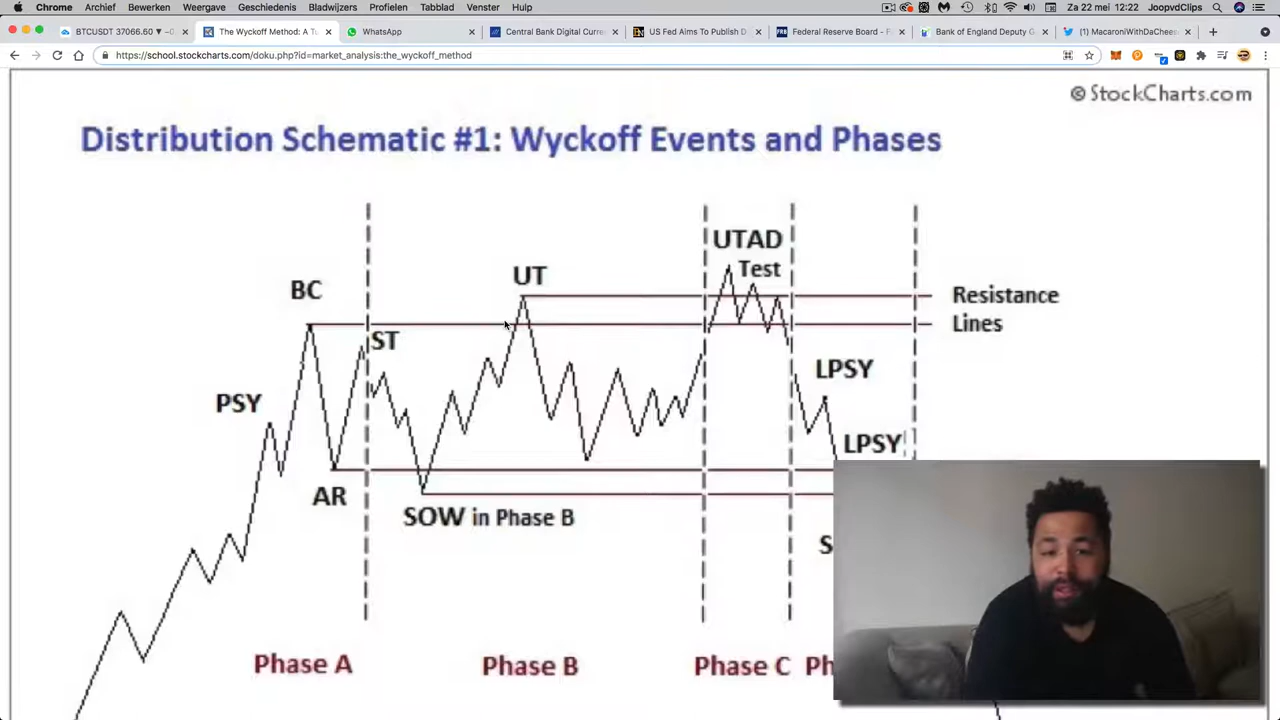 Chrome Archief Bewerken Weergave Geschiedenis Bladwijzers Profielen Tabblad Venster Hulp Za 22 mei 12:22 JoopvdClips
BTCUSDT 37066.60 ▼ The Wyckoff Method: A Tu WhatsApp Central Bank Digital Curre US Fed Aims To Publish D Federal Reserve Board - F Bank of England Deputy G (1) MacaroniWithDaChees
school.stockcharts.com/doku.php?id=market_analysis:the_wyckoff_method
© StockCharts.com
Distribution Schematic #1: Wyckoff Events and Phases
UTAD
Test
UT
BC
Resistance
Lines
ST
LPSY
PSY
LPSY
AR
SOW in Phase B
S
Phase A Phase B Phase C Ph